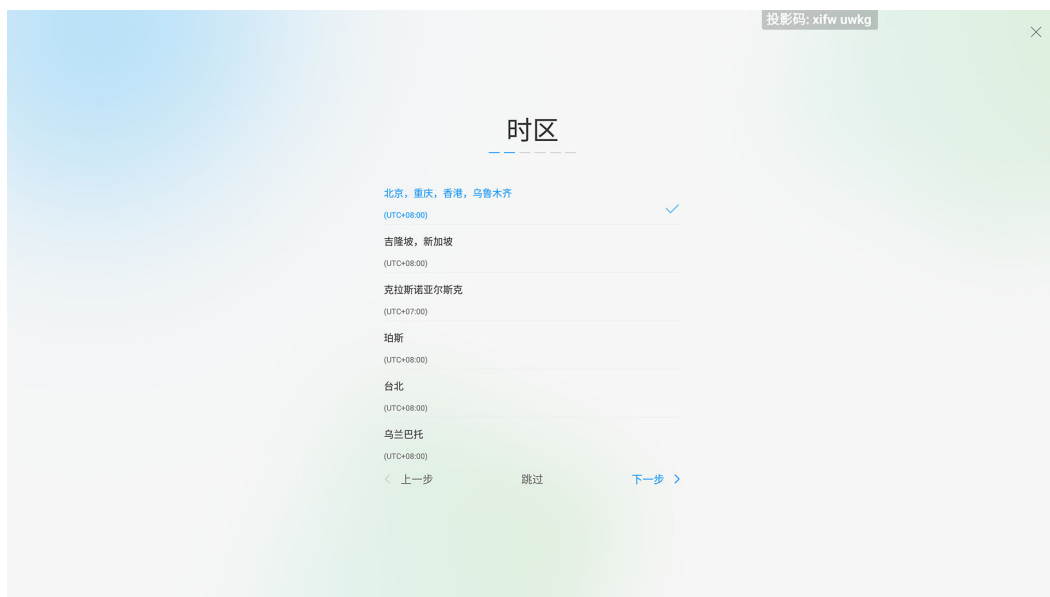 投影码: xifw uwkg
时区
北京，重庆，香港，乌鲁木齐
(UTC+08:00)
吉隆坡，新加坡
(UTC+08:00)
克拉斯诺亚尔斯克
(UTC+07:00)
珀斯
(UTC+08:00)
台北
(UTC+08:00)
乌兰巴托
(UTC+08:00)
上一步 跳过 下一步